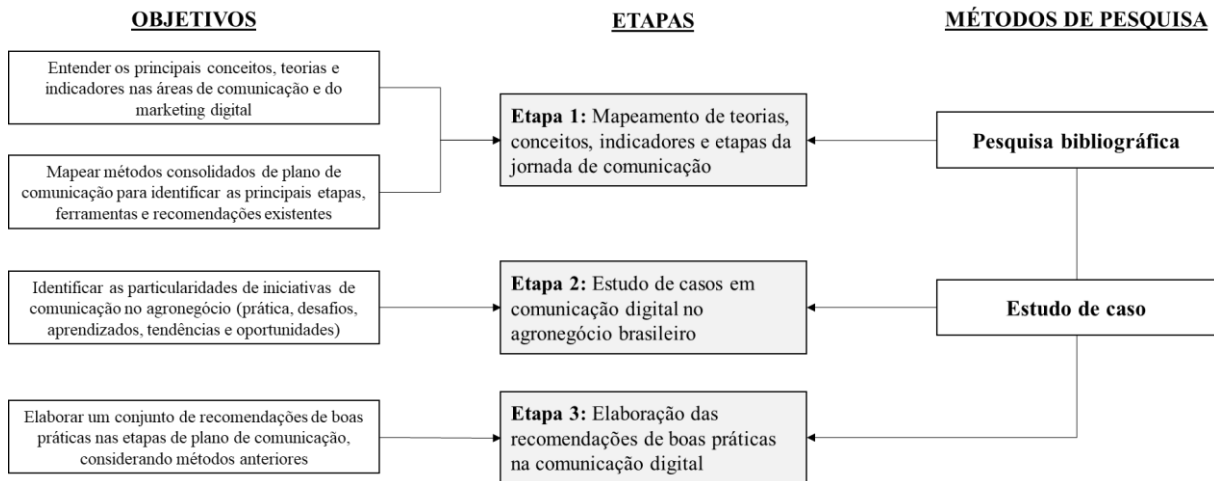 OBJETIVOS
ETAPAS
MÉTODOS DE PESQUISA
Entender os principais conceitos, teorias e
indicadores nas áreas de comunicação e do
marketing digital
Mapear métodos consolidados de plano de
comunicação para identificar as principais etapas,
ferramentas e recomendações existentes
Etapa 1: Mapeamento de teorias,
conceitos, indicadores e etapas da
jornada de comunicação
Pesquisa bibliográfica
Identificar as particularidades de iniciativas de
comunicação no agronegócio (prática, desafios,
aprendizados, tendências e oportunidades)
Etapa 2: Estudo de casos em
comunicação digital no
agronegócio brasileiro
Estudo de caso
Elaborar um conjunto de recomendações de boas
práticas nas etapas de plano de comunicação,
considerando métodos anteriores
Etapa 3: Elaboração das
recomendações de boas práticas
na comunicação digital